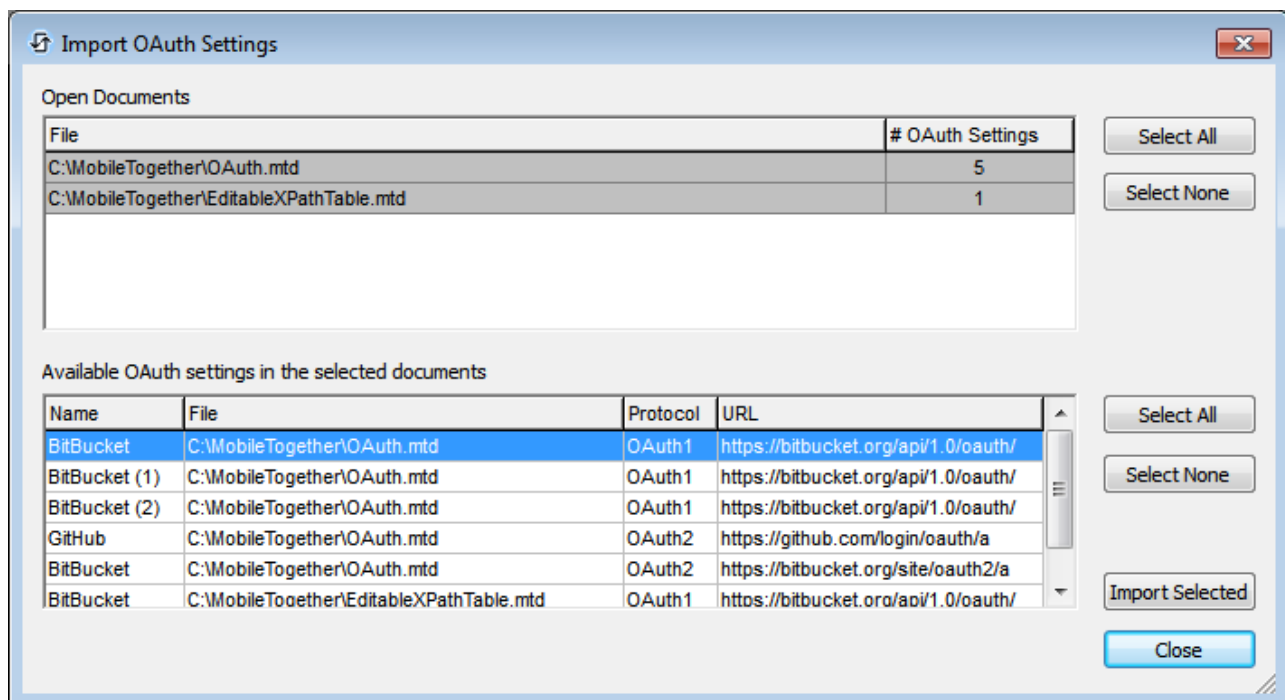 Import OAuth Settings
Open Documents
File # OAuth Settings
C:\MobileTogether\OAuth.mtd 5
C:\MobileTogether\EditableXPathTable.mtd 1
Select All
Select None
Available OAuth settings in the selected documents
Name File Protocol URL
BitBucket C:\MobileTogether\OAuth.mtd OAuth1 https://bitbucket.org/api/1.0/oauth/
BitBucket (1) C:\MobileTogether\OAuth.mtd OAuth1 https://bitbucket.org/api/1.0/oauth/
BitBucket (2) C:\MobileTogether\OAuth.mtd OAuth1 https://bitbucket.org/api/1.0/oauth/
GitHub C:\MobileTogether\OAuth.mtd OAuth2 https://github.com/login/oauth/a
BitBucket C:\MobileTogether\OAuth.mtd OAuth2 https://bitbucket.org/site/oauth2/a
BitBucket C:\MobileTogether\EditableXPathTable.mtd OAuth1 https://bitbucket.org/api/1.0/oauth/
Select All
Select None
Import Selected
Close